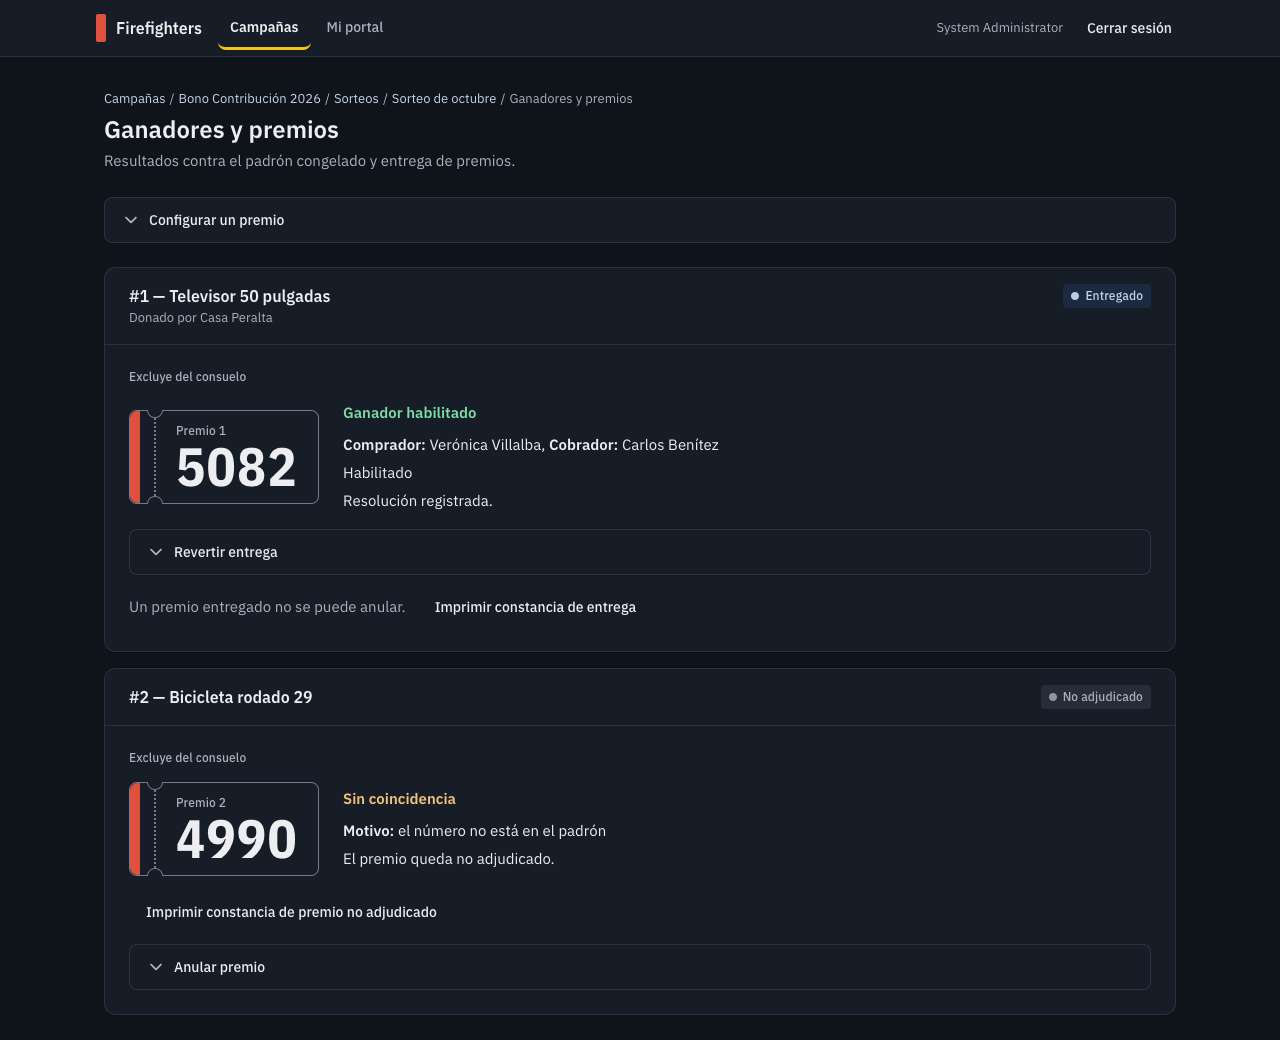 Firefighters
Campañas
Mi portal
System Administrator
Cerrar sesión
Campañas / Bono Contribución 2026 / Sorteos / Sorteo de octubre / Ganadores y premios
Ganadores y premios
Resultados contra el padrón congelado y entrega de premios.
Configurar un premio
#1 — Televisor 50 pulgadas
Entregado
Donado por Casa Peralta
Excluye del consuelo
Premio 1
5082
Ganador habilitado
Comprador: Verónica Villalba, Cobrador: Carlos Benítez
Habilitado
Resolución registrada.
Revertir entrega
Un premio entregado no se puede anular.
Imprimir constancia de entrega
#2 — Bicicleta rodado 29
No adjudicado
Excluye del consuelo
Premio 2
4990
Sin coincidencia
Motivo: el número no está en el padrón
El premio queda no adjudicado.
Imprimir constancia de premio no adjudicado
Anular premio